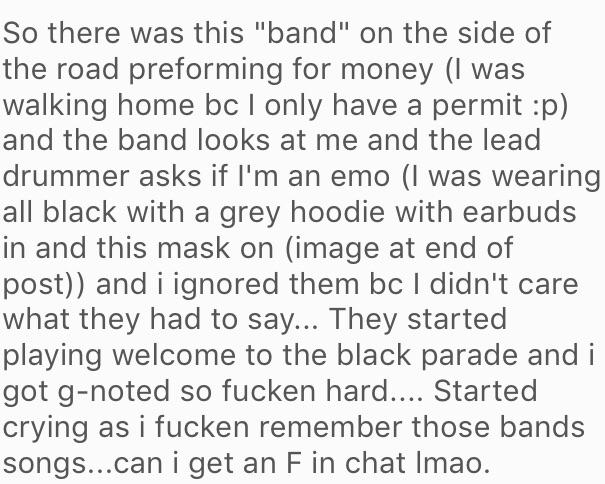 So there was this "band" on the side of
the road preforming for money (I was
walking home bc I only have a permit :p)
and the band looks at me and the lead
drummer asks if I'm an emo (I was wearing
all black with a grey hoodie with earbuds
in and this mask on (image at end of
post)) and i ignored them bc I didn't care
what they had to say... They started
playing welcome to the black parade and i
got g-noted so fucken hard.... Started
crying as i fucken remember those bands
songs...can i get an F in chat lmao.